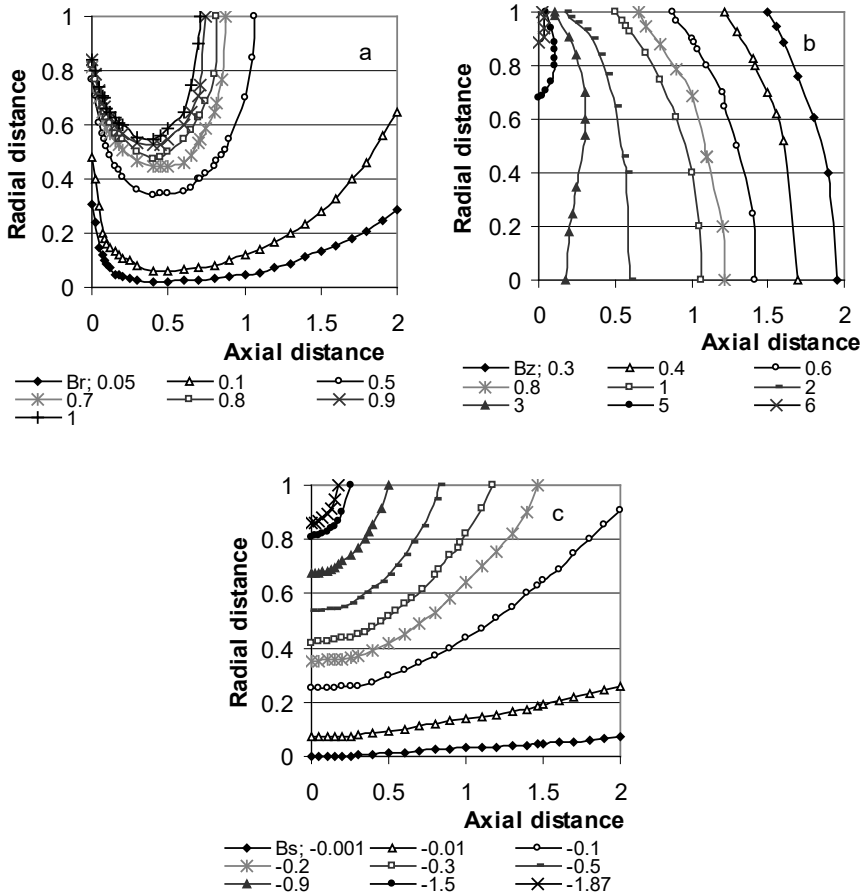 a
1
0.8
0.6
0.4
0.2
0
Radial distance
0 0.5 1 1.5 2
Axial distance
Br; 0.05 0.1 0.5
0.7 0.8 0.9
1
b
1
0.8
0.6
0.4
0.2
0
Radial distance
0 0.5 1 1.5 2
Axial distance
Bz; 0.3 0.4 0.6
0.8 1 2
3 5 6
c
1
0.8
0.6
0.4
0.2
0
Radial distance
0 0.5 1 1.5 2
Axial distance
Bs; -0.001 -0.01 -0.1
-0.2 -0.3 -0.5
-0.9 -1.5 -1.87